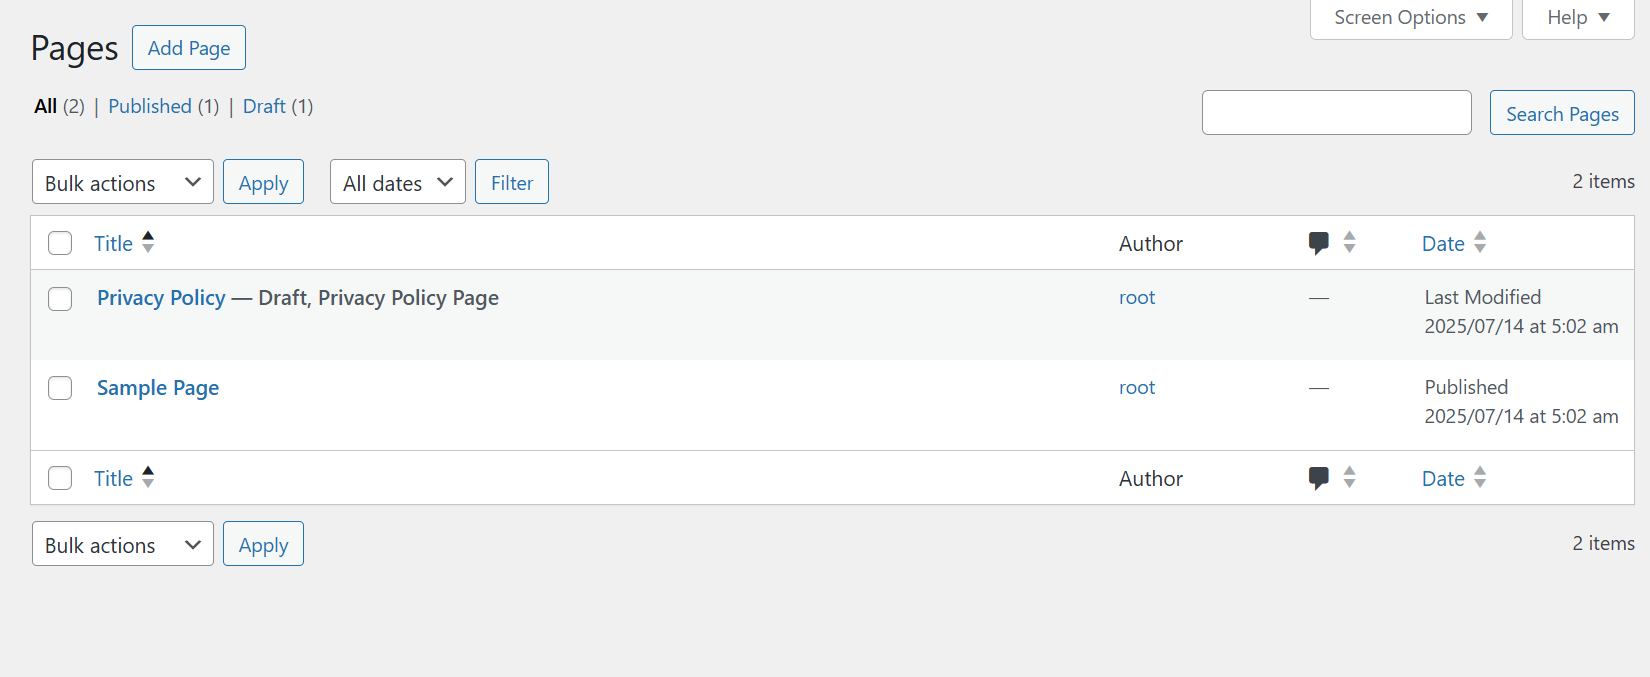 Screen Options
Help
Pages
Add Page
All (2) | Published (1) | Draft (1)
Search Pages
Bulk actions
Apply
All dates
Filter
2 items
Title
Author
Date
Privacy Policy — Draft, Privacy Policy Page
root
—
Last Modified
2025/07/14 at 5:02 am
Sample Page
root
—
Published
2025/07/14 at 5:02 am
Title
Author
Date
Bulk actions
Apply
2 items